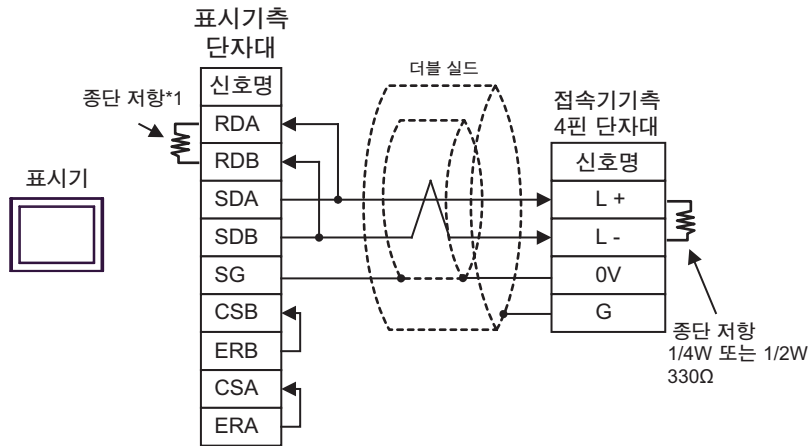 표시기측
단자대
더블 실드
종단 저항*1
신호명
RDA
RDB
SDA
SDB
SG
CSB
ERB
CSA
ERA
표시기
접속기기측
4핀 단자대
신호명
L +
L -
0V
G
종단 저항
1/4W 또는 1/2W
330Ω